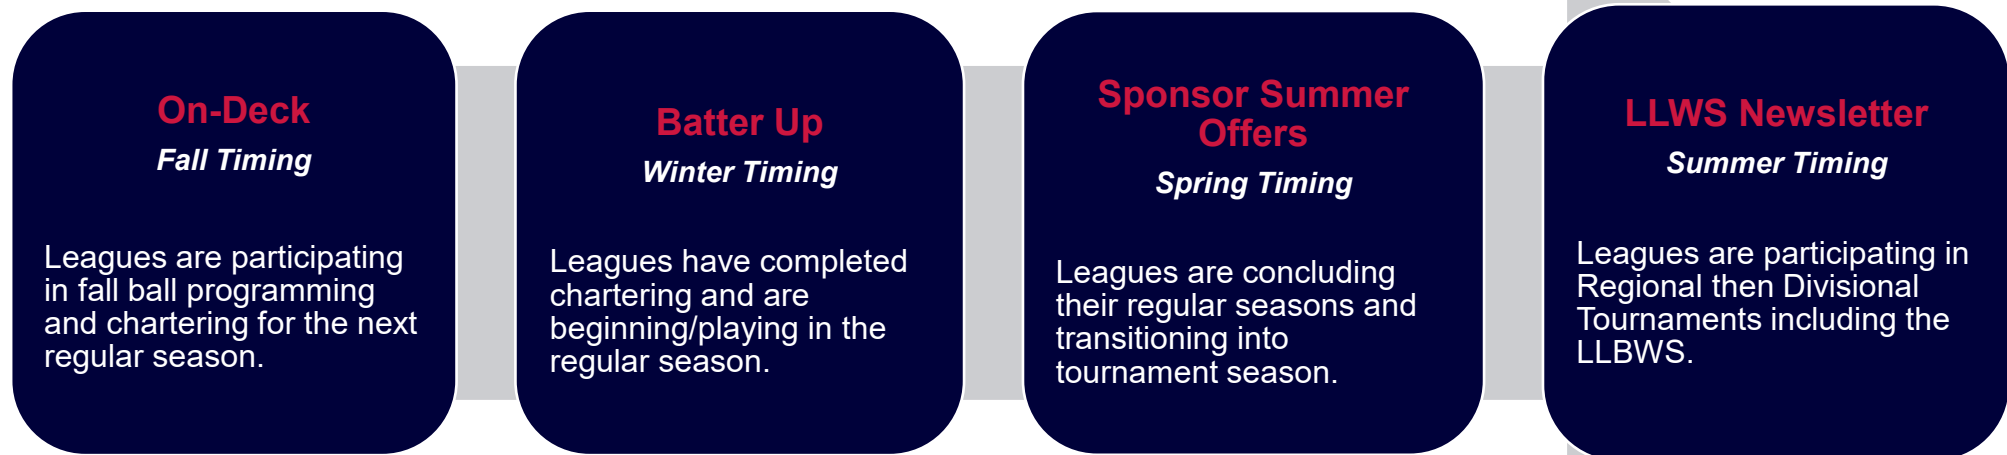 On-Deck
Fall Timing
Leagues are participating
in fall ball programming
and chartering for the next
regular season.
Batter Up
Winter Timing
Leagues have completed
chartering and are
beginning/playing in the
regular season.
Sponsor Summer
Offers
Spring Timing
Leagues are concluding
their regular seasons and
transitioning into
tournament season.
LLWS Newsletter
Summer Timing
Leagues are participating in
Regional then Divisional
Tournaments including the
LLBWS.